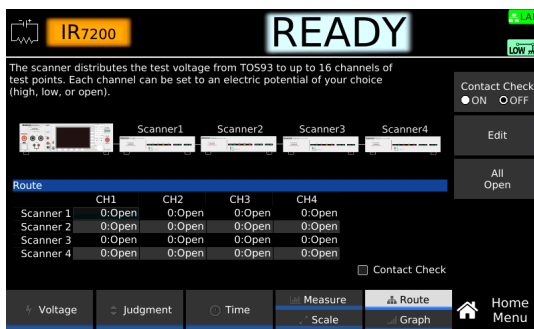 IR7200
READY
LAN
LOW
The scanner distributes the test voltage from TOS93 to up to 16 channels of
test points. Each channel can be set to an electric potential of your choice
(high, low, or open).
Contact Check
ON OFF
Edit
All
Open
Scanner1 Scanner2 Scanner3 Scanner4
Route
CH1 CH2 CH3 CH4
Scanner 1 0:Open 0:Open 0:Open 0:Open
Scanner 2 0:Open 0:Open 0:Open 0:Open
Scanner 3 0:Open 0:Open 0:Open 0:Open
Scanner 4 0:Open 0:Open 0:Open 0:Open
Contact Check
Voltage Judgment Time Measure Route
Scale Graph
Home
Menu